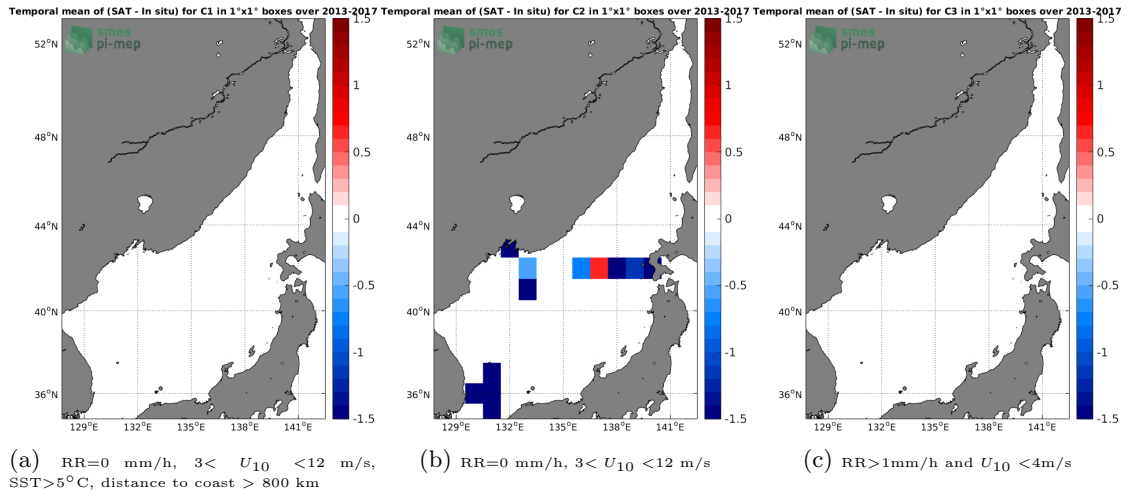 Temporal mean of (SAT - In situ) for C1 in 1°x1° boxes over 2013-2017
smos
pi-mep
52°N
48°N
44°N
40°N
36°N
129°E
132°E
135°E
138°E
141°E
1.5
1
0.5
0
-0.5
-1
-1.5
(a) RR=0 mm/h, 3< U10 <12 m/s,
SST>5°C, distance to coast > 800 km
Temporal mean of (SAT - In situ) for C2 in 1°x1° boxes over 2013-2017
smos
pi-mep
52°N
48°N
44°N
40°N
36°N
129°E
132°E
135°E
138°E
141°E
1.5
1
0.5
0
-0.5
-1
-1.5
(b) RR=0 mm/h, 3< U10 <12 m/s
Temporal mean of (SAT - In situ) for C3 in 1°x1° boxes over 2013-2017
smos
pi-mep
52°N
48°N
44°N
40°N
36°N
129°E
132°E
135°E
138°E
141°E
1.5
1
0.5
0
-0.5
-1
-1.5
(c) RR>1mm/h and U10 <4m/s